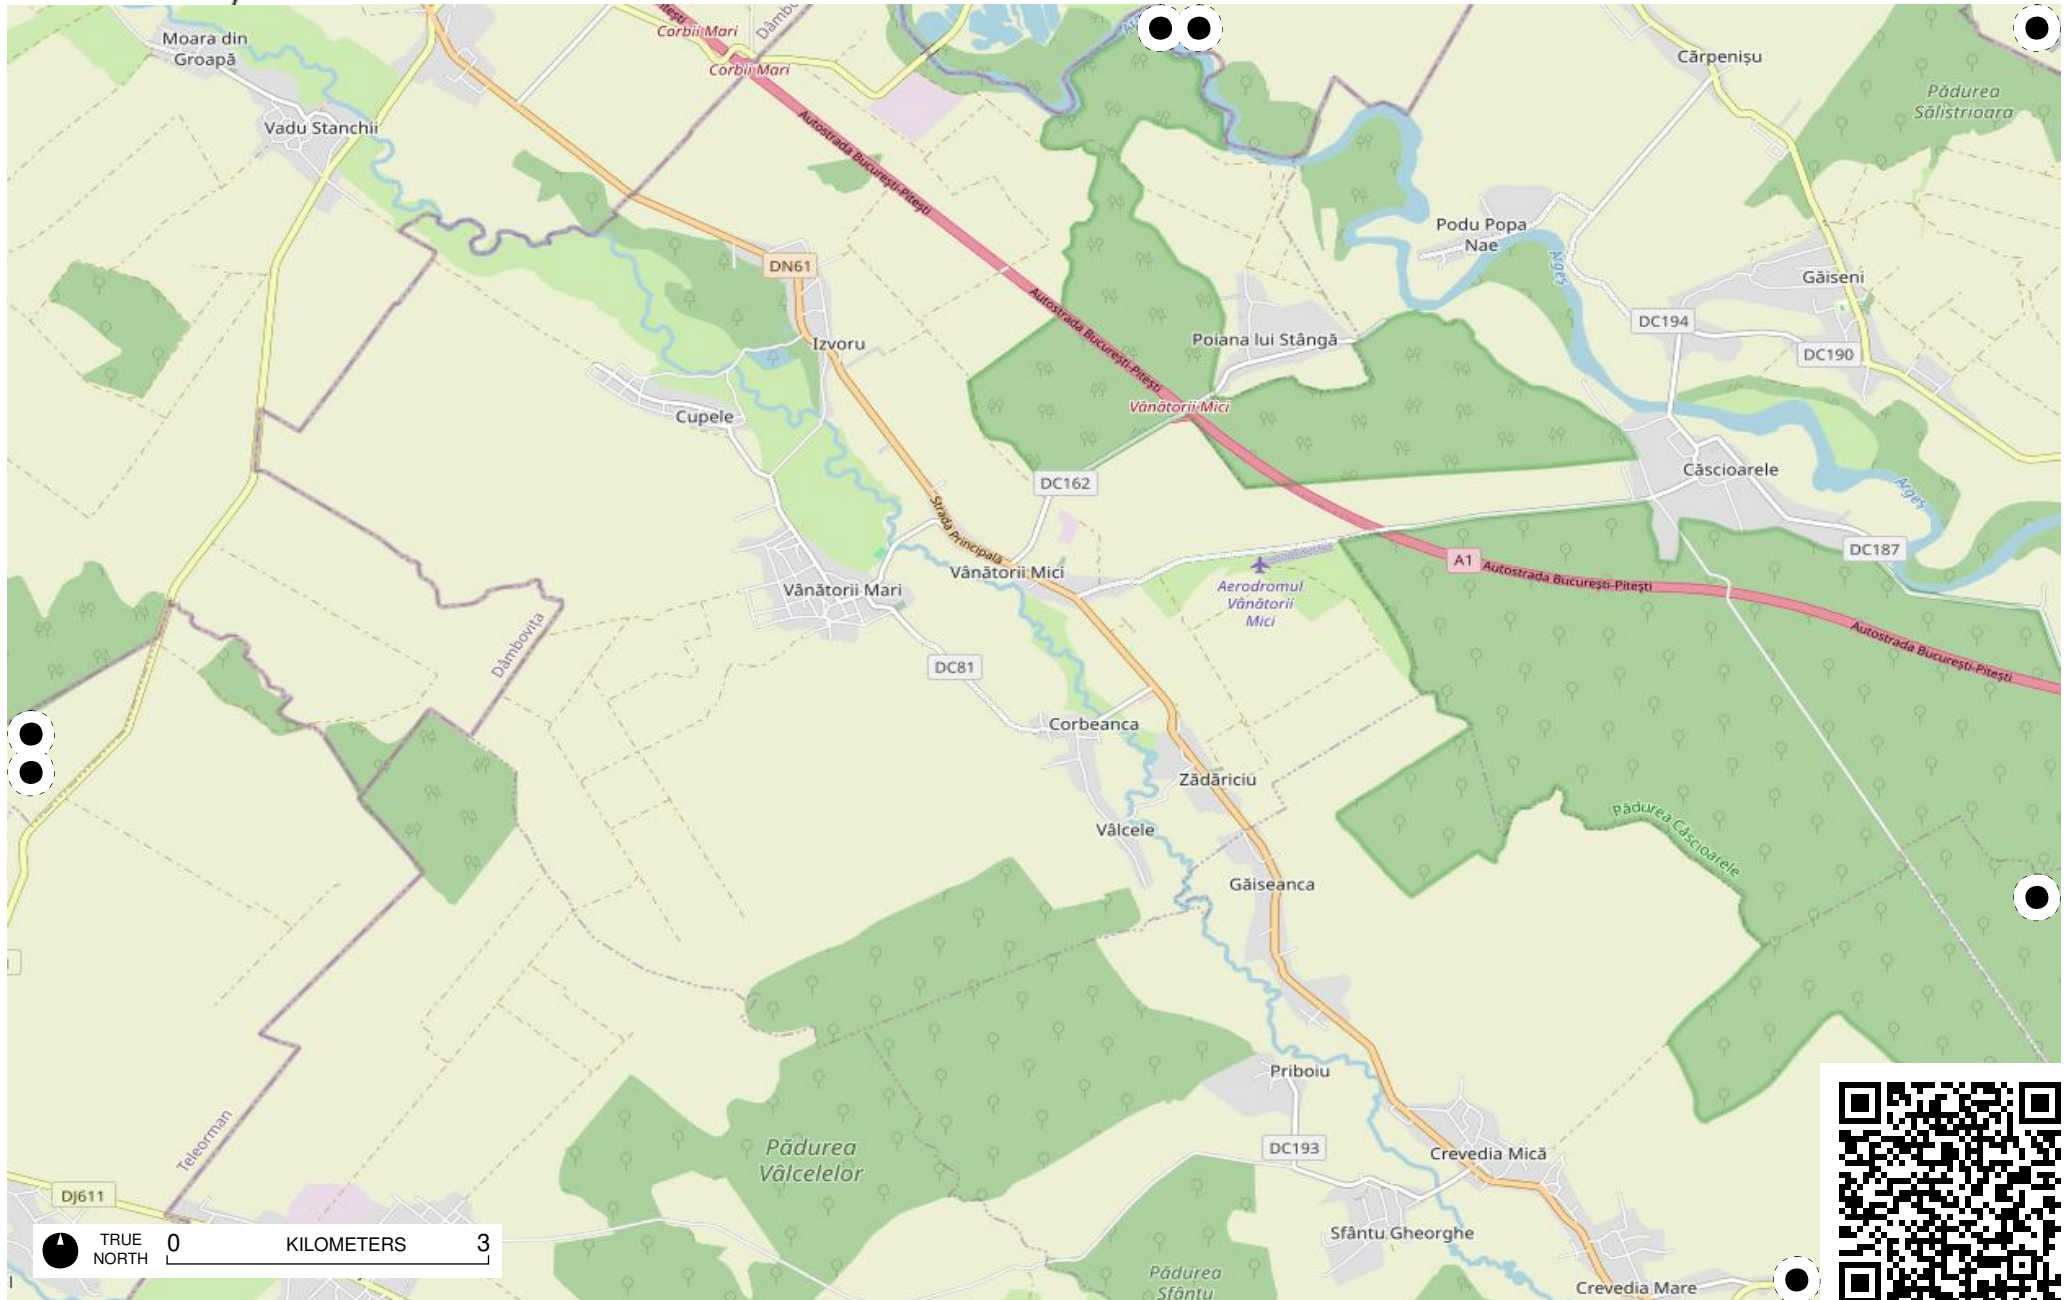 itești
Corbii Mari
Corbii Mari
Dâmbo
Moara din
Groapă
Vadu Stanchii
Cărpenișu
Pădurea
Sălistrioara
Autostrada București-Pitești
Podu Popa
Nae
Argeș
Găiseni
DN61
Izvoru
Autostrada București-Pitești
Poiana lui Stângă
DC194
DC190
Vânătorii Mici
Cupele
DC162
Căscioarele
Argeș
Strada Principală
Vânătorii Mici
A1
Autostrada București-Pitești
DC187
Aerodromul
Vânătorii
Mici
Vânătorii Mari
Dâmbovița
Autostrada București-Pitești
DC81
Corbeanca
Zădăriciu
Vâlcele
Pădurea Căscioarele
Găiseanca
Priboiu
Teleorman
Pădurea
Vâlcelelor
DC193
Crevedia Mică
DJ611
Sfântu Gheorghe
Pădurea
Sfântu
Crevedia Mare
TRUE
NORTH
0 KILOMETERS 3